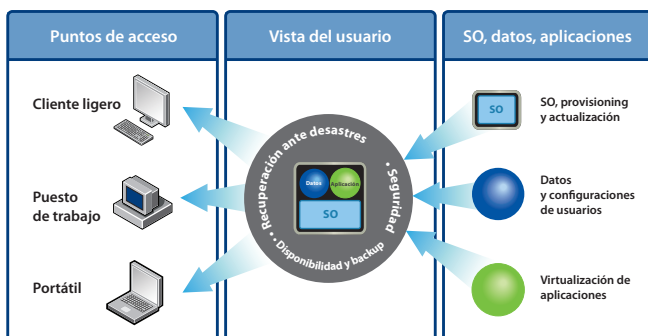 Puntos de acceso
Cliente ligero
Puesto
de trabajo
Portátil
Vista del usuario
• Recuperación ante desastres
• Seguridad
• Disponibilidad y backup
Datos
Aplicación
SO
SO, datos, aplicaciones
SO
SO, provisioning
y actualización
Datos
y configuraciones
de usuarios
Virtualización de
aplicaciones